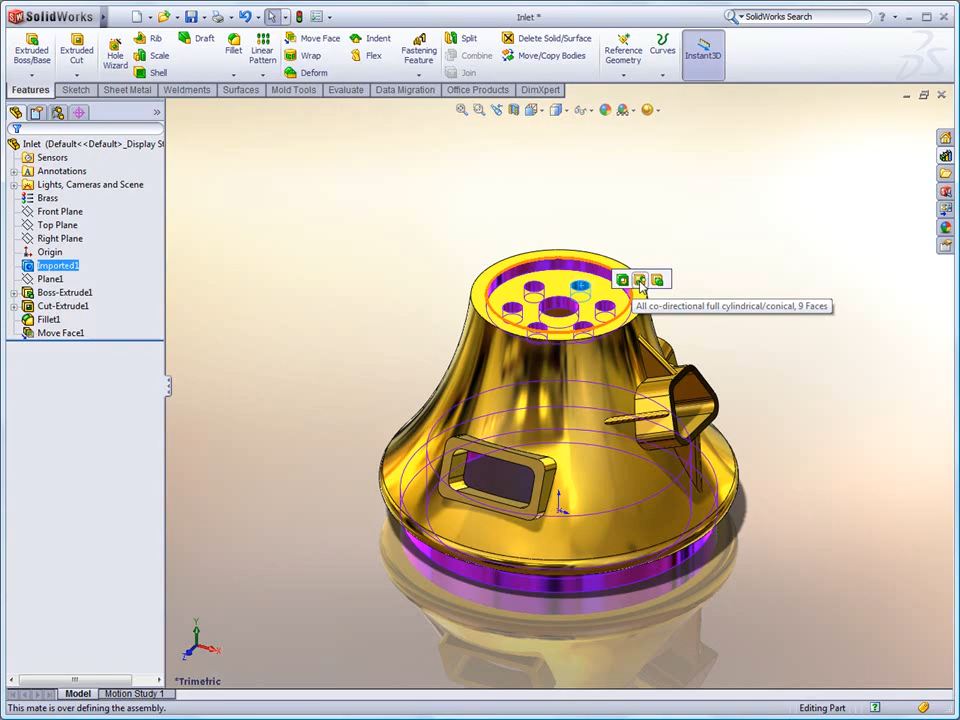 SolidWorks
Inlet *
SolidWorks Search
?
Extruded Boss/Base
Extruded Cut
Hole Wizard
Rib
Scale
Shell
Draft
Fillet
Linear Pattern
Move Face
Wrap
Deform
Indent
Flex
Fastening Feature
Split
Combine
Join
Delete Solid/Surface
Move/Copy Bodies
Reference Geometry
Curves
Instant3D
Features
Sketch
Sheet Metal
Weldments
Surfaces
Mold Tools
Evaluate
Data Migration
Office Products
DimXpert
Inlet (Default<<Default>_Display St
Sensors
A Annotations
Lights, Cameras and Scene
Brass
Front Plane
Top Plane
Right Plane
Origin
Imported1
Plane1
Boss-Extrude1
Cut-Extrude1
Fillet1
Move Face1
All co-directional full cylindrical/conical, 9 Faces
Y
X
Z
*Trimetric
Model
Motion Study 1
This mate is over defining the assembly.
Editing Part
?